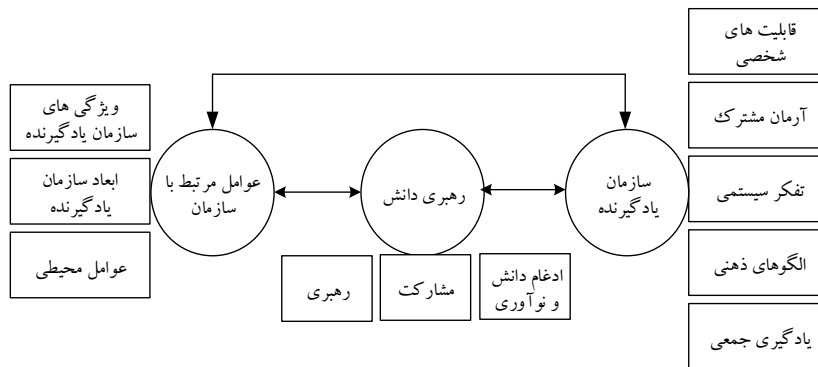 قابلیت های
شخصی
آرمان مشترک
تفکر سیستمی
الگوهای ذهنی
یادگیری جمعی
سازمان
یادگیرنده
رهبری دانش
ادغام دانش
و نوآوری
مشارکت
رهبری
عوامل مرتبط با
سازمان
ویژگی های
سازمان یادگیرنده
ابعاد سازمان
یادگیرنده
عوامل محیطی